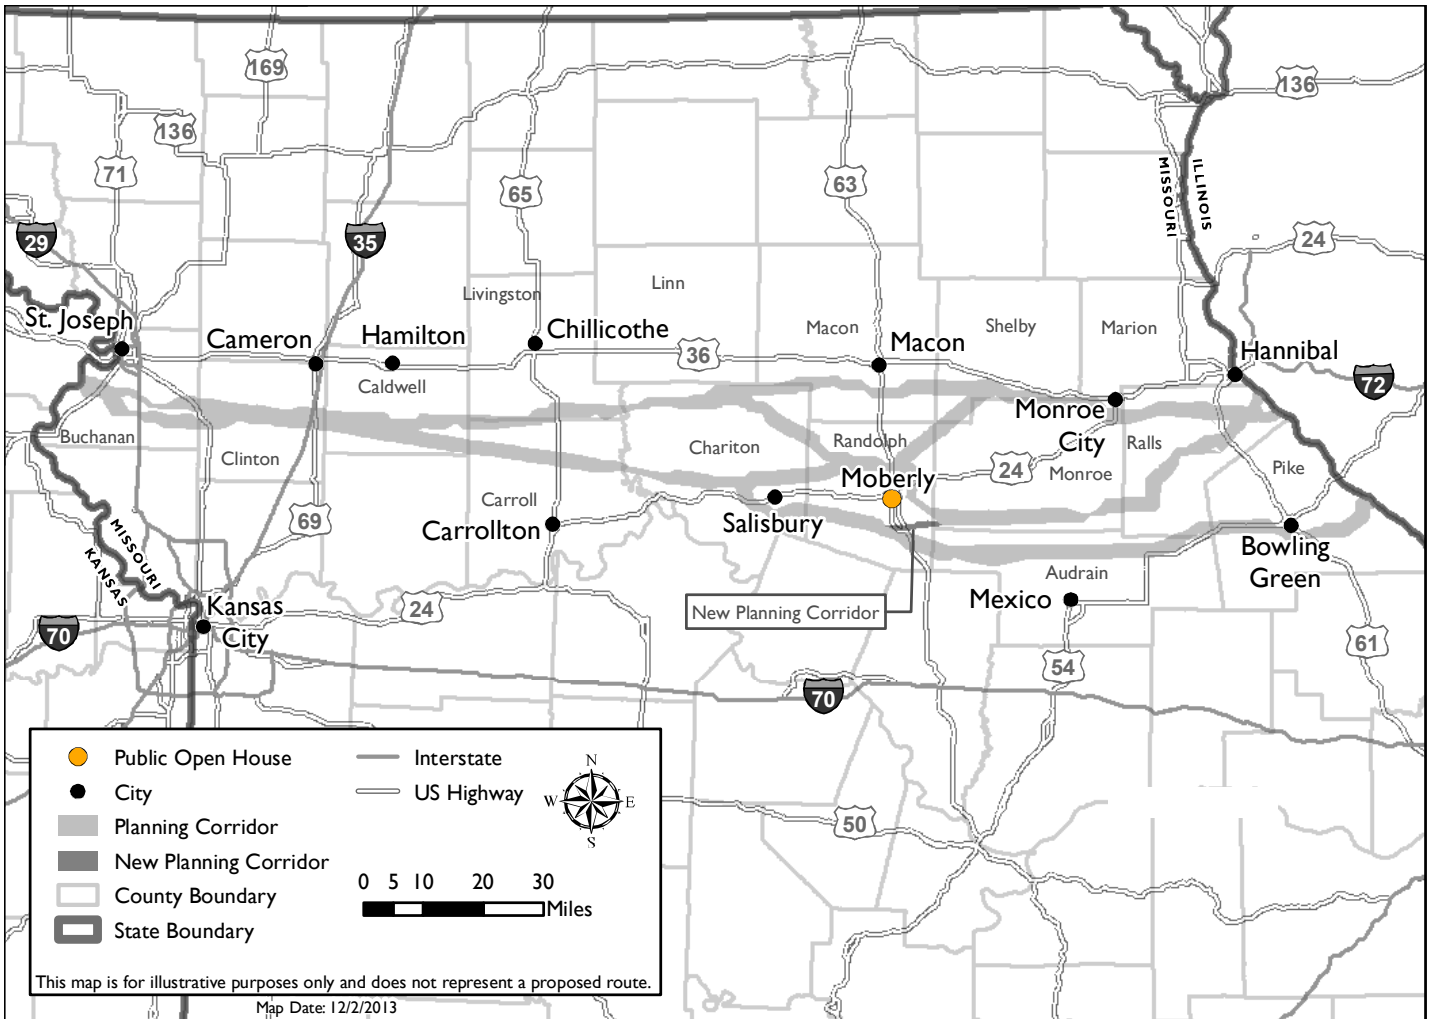 169
136
136
71
65
63
ILLINOIS
MISSOURI
29
35
24
Linn
Livingston
St. Joseph
Cameron
Hamilton
Chillicothe
Macon
Shelby
Marion
Macon
36
Hannibal
Caldwell
72
Monroe
City
Buchanan
Clinton
Chariton
Randolph
Ralls
24
Monroe
Pike
Moberly
Carroll
Carrollton
Salisbury
69
MISSOURI
KANSAS
Bowling
Green
Audrain
Mexico
New Planning Corridor
Kansas
City
24
70
61
54
70
50
Public Open House
City
Planning Corridor
New Planning Corridor
County Boundary
State Boundary
Interstate
US Highway
N
W E
S
0 5 10 20 30
Miles
This map is for illustrative purposes only and does not represent a proposed route.
Map Date: 12/2/2013